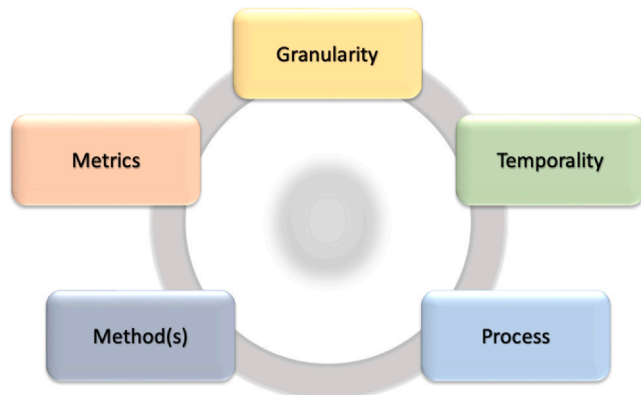 Granularity
Metrics
Temporality
Method(s)
Process